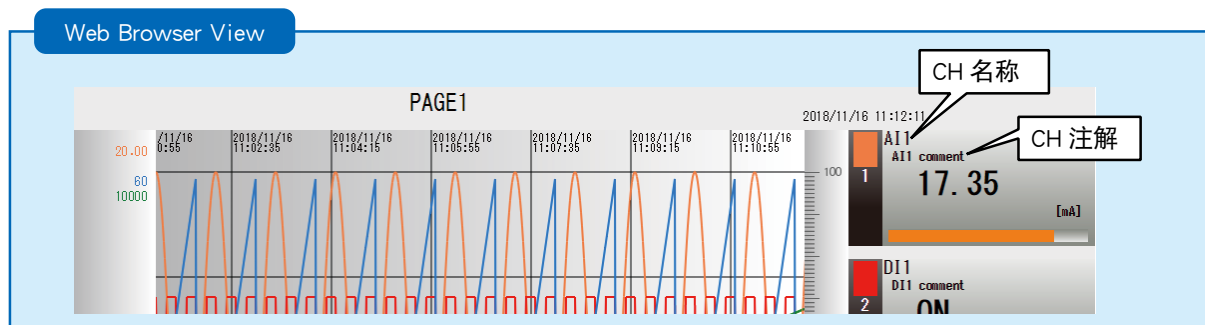 Web Browser View
CH 名称
PAGE1
2018/11/16 11:12:11
/11/16 2018/11/16 2018/11/16 2018/11/16 2018/11/16 2018/11/16 2018/11/16
0:55 11:02:35 11:04:15 11:05:55 11:07:35 11:09:15 11:10:55
20.00
60
10000
100
AI1
CH 注解
AI1 comment
1
17.35
[mA]
DI1
DI1 comment
2
ON